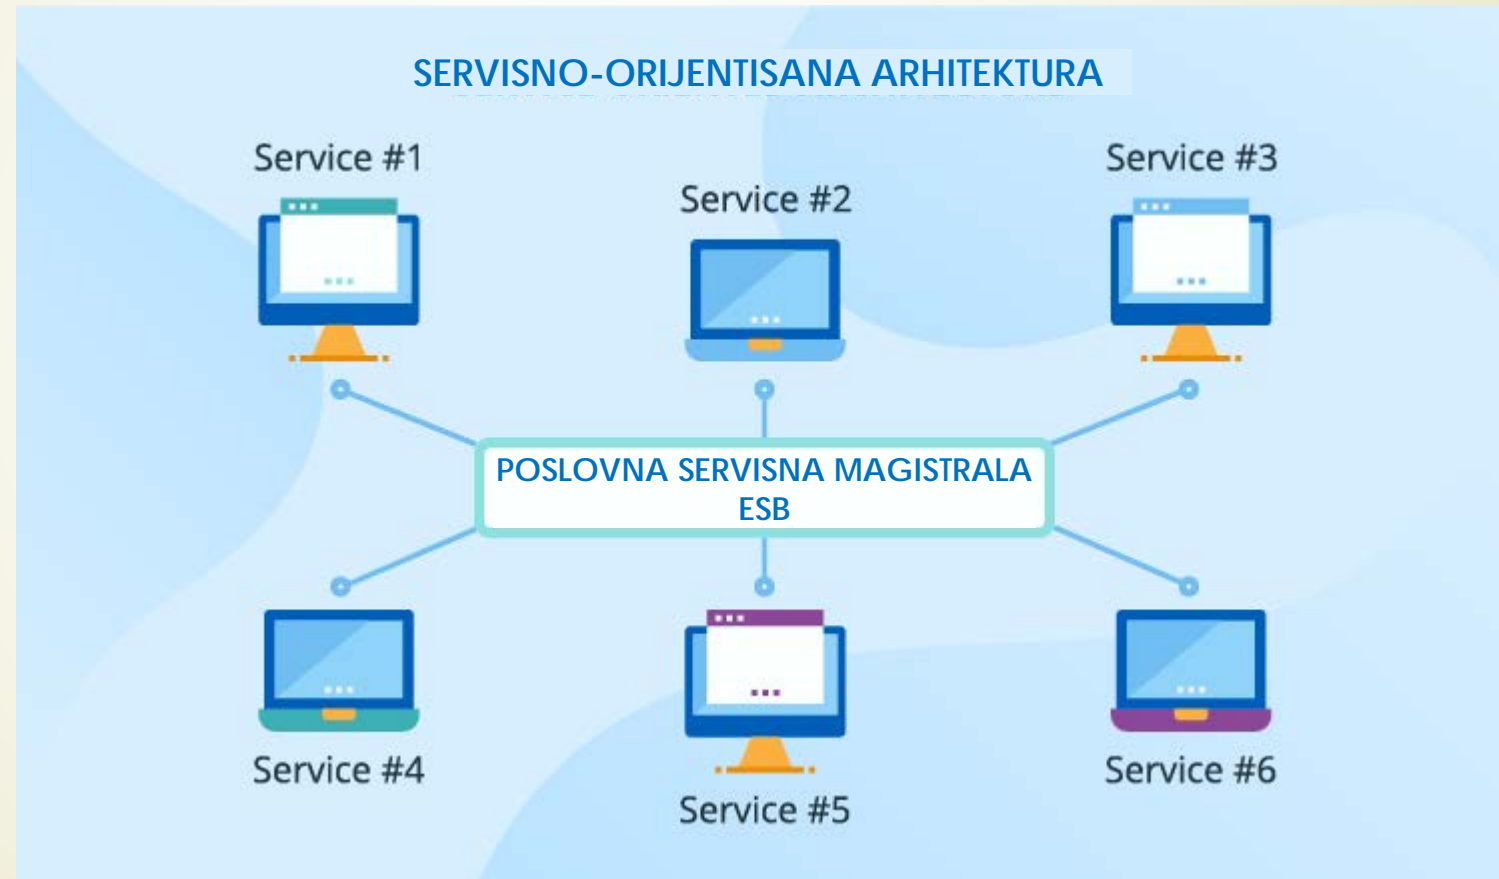 SERVISNO-ORIJENTISANA ARHITEKTURA
Service #1
Service #2
Service #3
POSLOVNA SERVISNA MAGISTRALA
ESB
Service #4
Service #5
Service #6